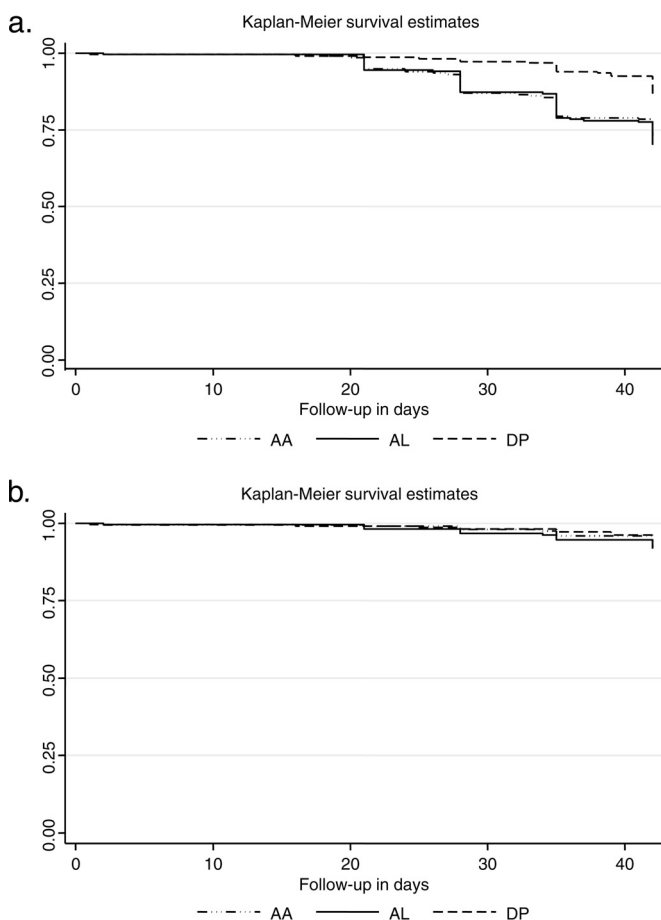 a.
Kaplan-Meier survival estimates
1.00
0.75
0.50
0.25
0.00
0 10 20 30 40
Follow-up in days
AA AL DP
b.
Kaplan-Meier survival estimates
1.00
0.75
0.50
0.25
0.00
0 10 20 30 40
Follow-up in days
AA AL DP